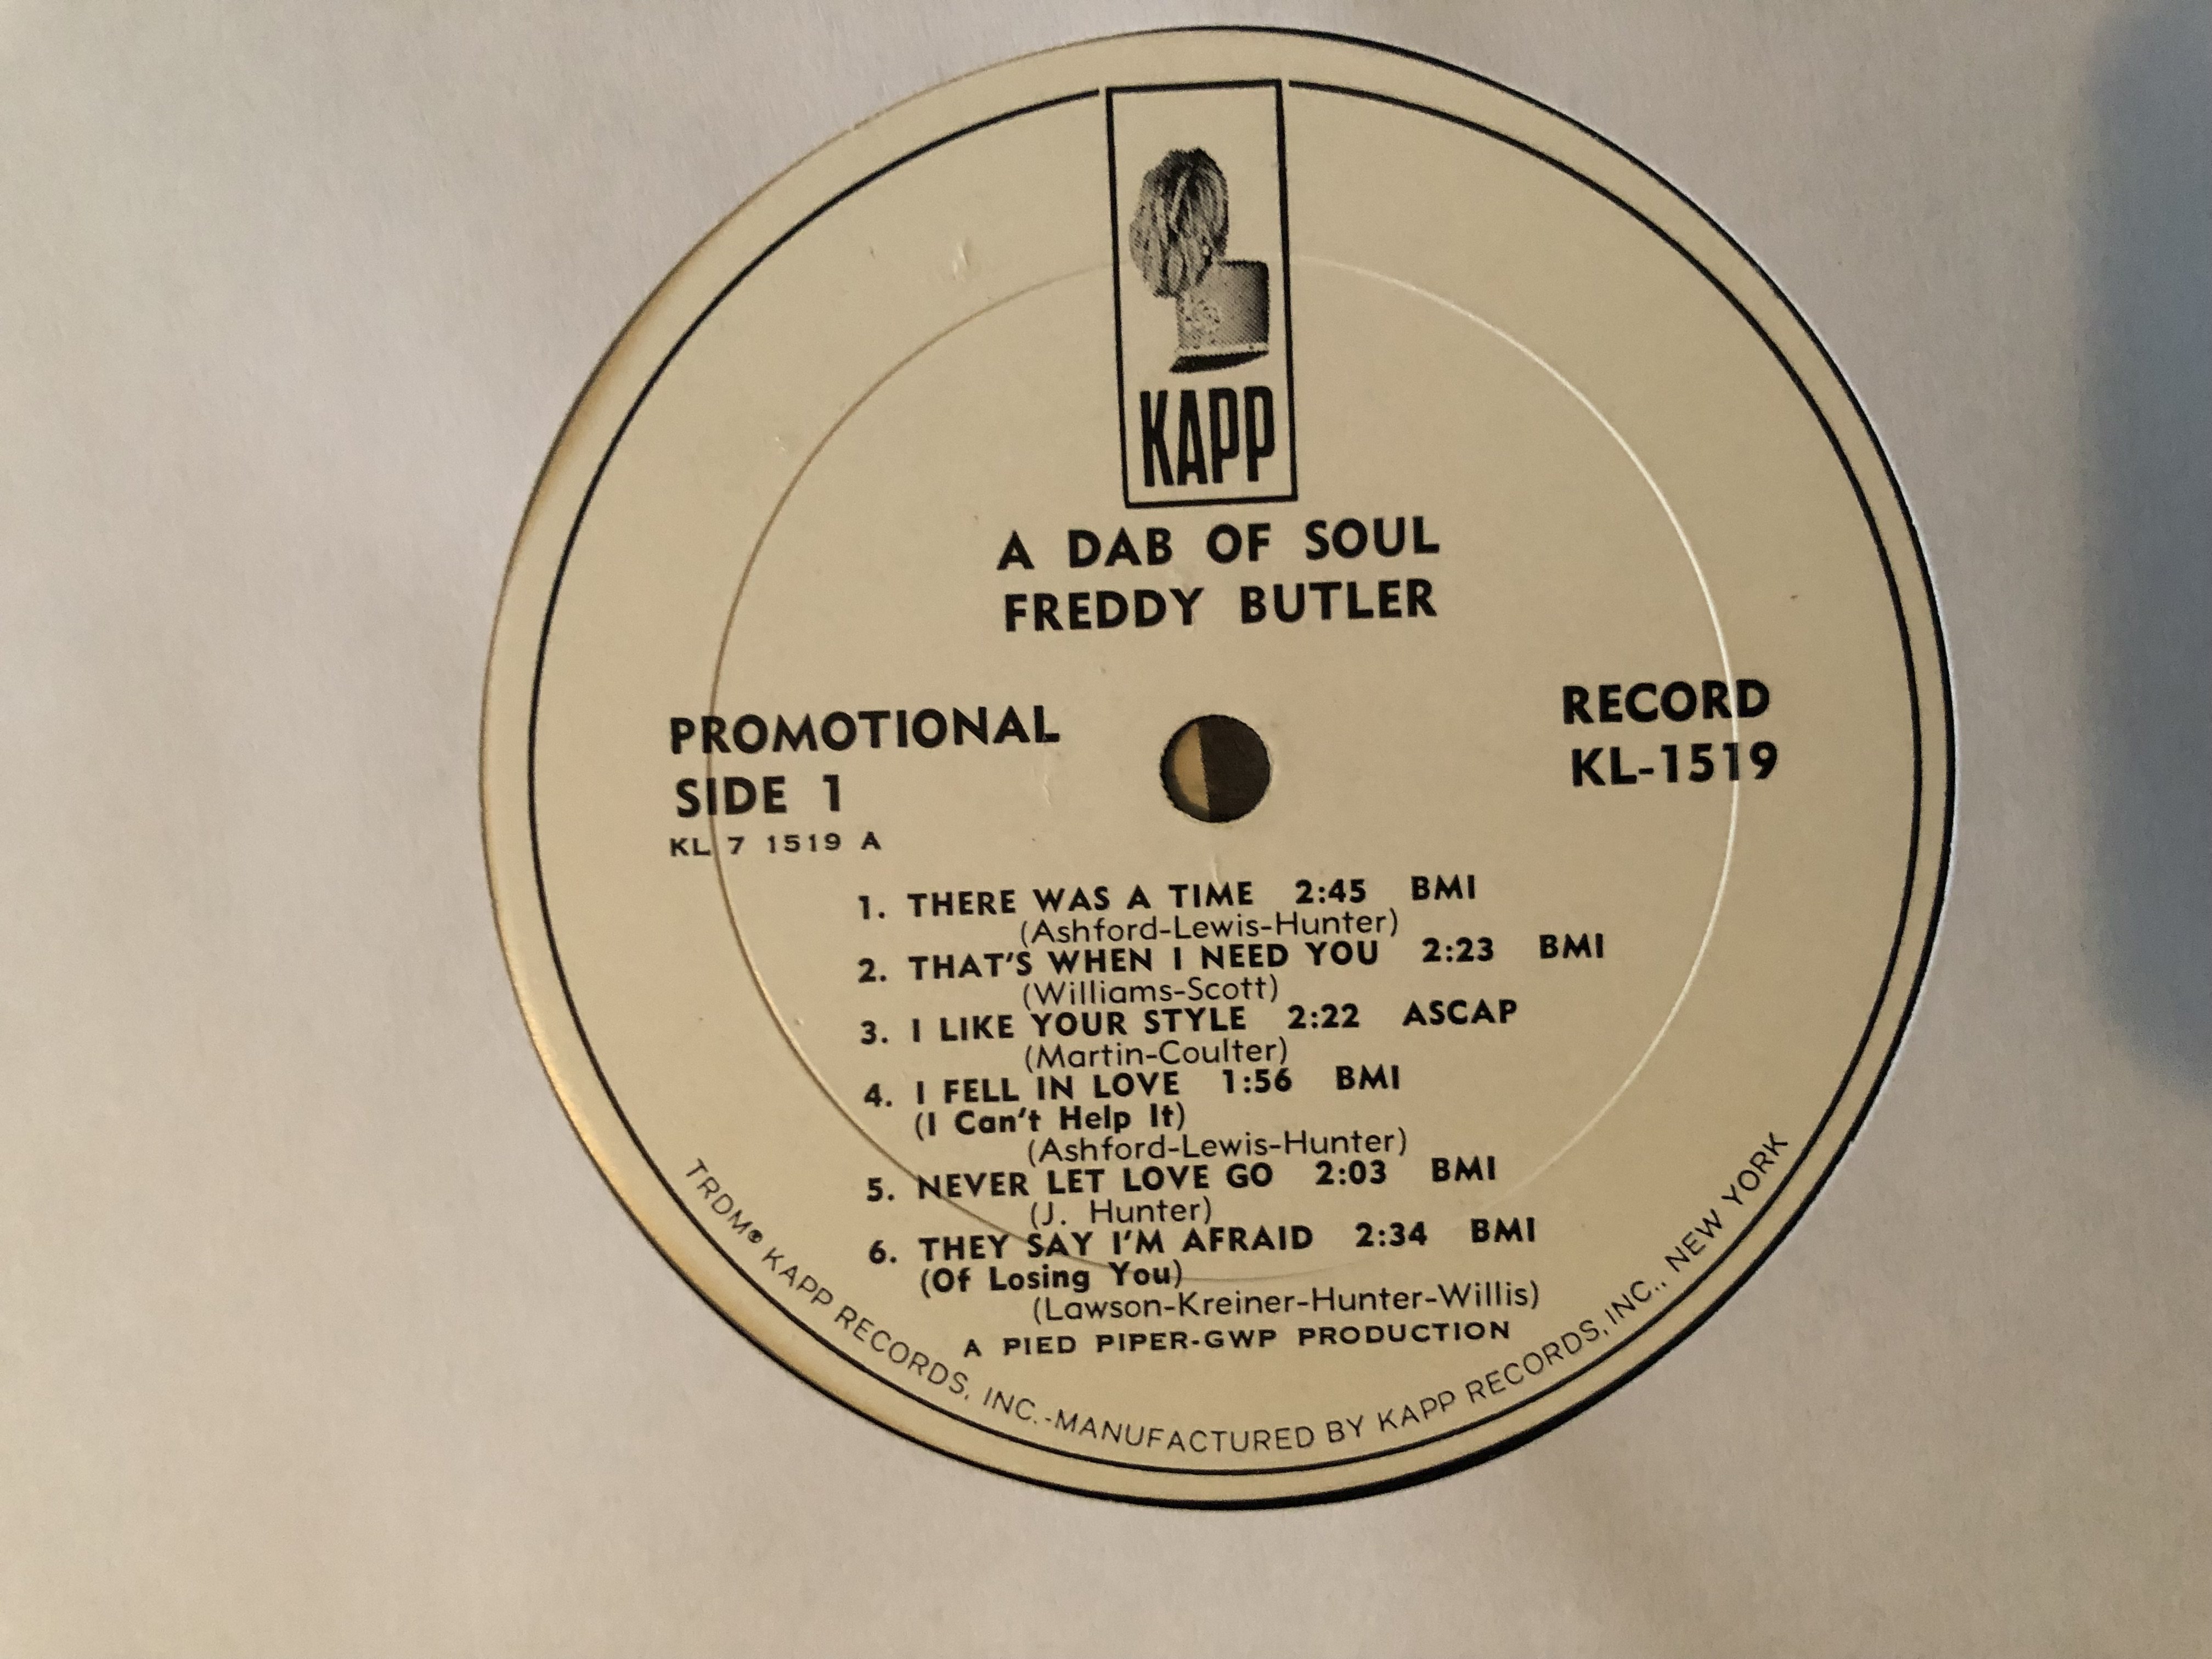 KAPP
A DAB OF SOUL
FREDDY BUTLER
PROMOTIONAL
SIDE 1
KL 7 1519 A
RECORD
KL-1519
1. THERE WAS A TIME 2:45 BMI
(Ashford-Lewis-Hunter)
2. THAT'S WHEN I NEED YOU 2:23 BMI
(Williams-Scott)
3. I LIKE YOUR STYLE 2:22 ASCAP
(Martin-Coulter)
4. I FELL IN LOVE 1:56 BMI
(I Can't Help It)
(Ashford-Lewis-Hunter)
5. NEVER LET LOVE GO 2:03 BMI
(J. Hunter)
6. THEY SAY I'M AFRAID 2:34 BMI
(Of Losing You)
(Lawson-Kreiner-Hunter-Willis)
A PIED PIPER-GWP PRODUCTION
TRDM® KAPP RECORDS, INC.-MANUFACTURED BY KAPP RECORDS, INC., NEW YORK